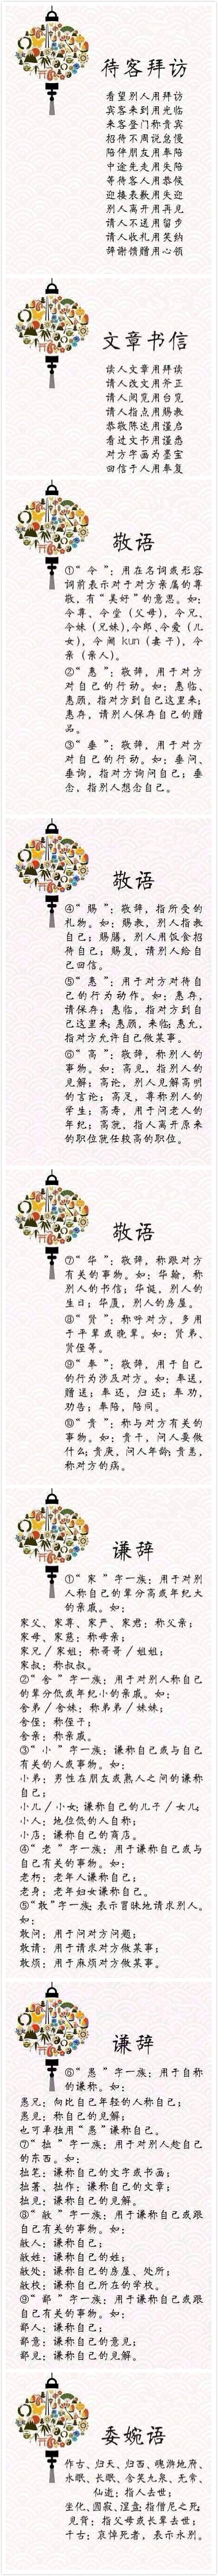 待客拜访
看望别人用拜访
宾客来到用光临
来客登门称贵宾
招待不周说怠慢
陪伴朋友用奉陪
中途先走用失陪
等待客人用恭候
迎接表歉用失迎
别人离开用再见
请人不送用留步
请人收礼用笑纳
辞谢馈赠用心领
文章书信
读人文章用拜读
请人改文用斧正
请人阅览用台览
请人指点用赐教
恭敬陈述用谨启
看过文书用谨悉
对方字画为墨宝
回信于人用奉复
敬语
①“令”：用在名词或形容
词前表示对于对方亲属的尊
敬，有“美好”的意思。如：
令尊、令堂（父母），令兄、
令妹（兄妹），令郎、令爱（儿
女），令阃 kun（妻子），令
亲（亲人）。
②“惠”：敬辞，用于对方
对自己的行动。如：惠临、
惠顾，指对方到自己这里来；
惠存，请别人保存自己的赠
品。
③“垂”：敬辞，用于对方
对自己的行动。如：垂问、
垂询，指对方询问自己；垂
念，指别人想念自己。
敬语
④“赐”：敬辞，指所受的
礼物。如：赐教，别人指教
自己；赐膳，别人用饭食招
待自己；赐复，请别人给自
己回信。
⑤“惠”：用于对方对待自
己的行为动作。如：惠存，
请保存；惠临，指对方到自
己这里来；惠顾，来临；惠允，
指对方允许自己做某事。
⑥“高”：敬辞，称别人的
事物。如：高见，指别人的
见解；高论，别人见解高明
的言论；高足，尊称别人的
学生；高寿，用于问老人的
年纪；高就，指人离开原来
的职位就任较高的职位。
敬语
⑦“华”：敬辞，称跟对方
有关的事物。如：华翰，称
别人的书信；华诞，别人的
生日；华厦，别人的房屋。
⑧“贤”：称呼对方，多用
于平辈或晚辈。如：贤弟、
贤侄等。
⑨“奉”：敬辞，用于自己
的行为涉及对方。如：奉送，
赠送；奉还，归还；奉劝，
劝告；奉陪，陪同。
⑩“贵”：称与对方有关的
事物。如：贵干，问人要做
什么；贵庚，问人年龄；贵恙，
称对方的病。
谦辞
①“家”字一族：用于对别
人称自己的辈分高或年纪大
的亲戚。如：
家父、家尊、家严、家君：称父亲；
家母、家慈：称母亲；
家兄／家姐：称哥哥／姐姐；
家叔：称叔叔。
②“舍”字一族：用于对别人称自己
的辈分低或年纪小的亲戚。如：
舍弟／舍妹：称弟弟／妹妹；
舍侄：称侄子；
舍亲：称亲戚。
③“小”字一族：谦称自己或与自己
有关的人或事物。如：
小弟：男性在朋友或熟人之间的谦称
自己；
小儿／小女：谦称自己的儿子／女儿；
小人：地位低的人自称；
小店：谦称自己的商店。
④“老”字一族：用于谦称自己或与
自己有关的事物。如：
老朽：老年人谦称自己；
老身：老年妇女谦称自己。
⑤“敢”字一族：表示冒昧地请求别人。
如：
敢问：用于问对方问题；
敢请：用于请求对方做某事；
敢烦：用于麻烦对方做某事。
谦辞
⑥“愚”字一族：用于自称
的谦称。如：
愚兄：向比自己年轻的人称自己；
愚见：称自己的见解；
也可单独用“愚”谦称自己。
⑦“拙”字一族：用于对别人趁自己
的东西。如：
拙笔：谦称自己的文字或书画；
拙著、拙作：谦称自己的文章；
拙见：谦称自己的见解。
⑧“敝”字一族：用于谦称自己或跟
自己有关的事物。如：
敝人：谦称自己；
敝姓：谦称自己的姓；
敝处：谦称自己的房屋、处所；
敝校：谦称自己所在的学校。
⑨“鄙”字一族：用于谦称自己或跟
自己有关的事物。如：
鄙人：谦称自己；
鄙意：谦称自己的意见；
鄙见：谦称自己的见解。
委婉语
作古、归天、归西、魂游地府、
永眠、长眠、含笑九泉、无常、
仙逝：指人去世；
坐化、圆寂、涅盘：指僧尼之死；
见背：指父母或长辈去世；
千古：哀悼死者，表示永别。